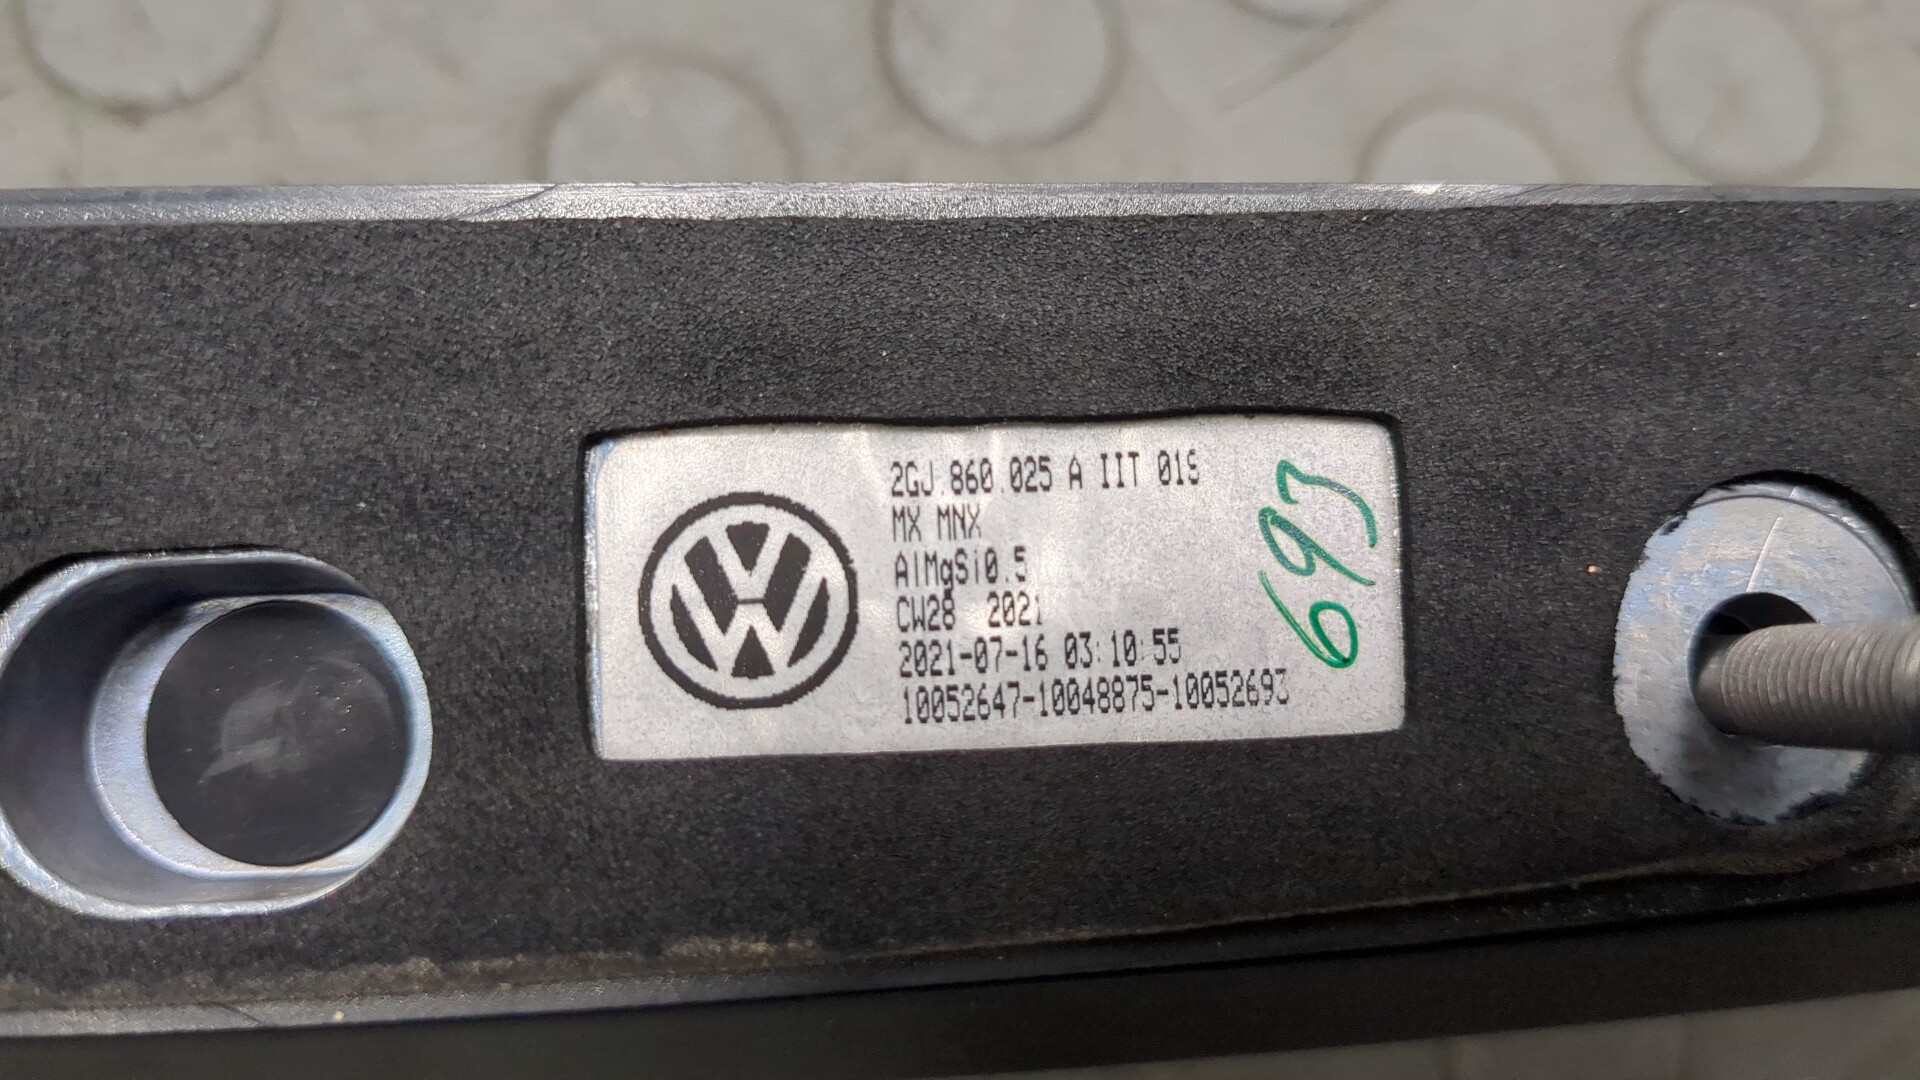 2GJ.860.025 A IIT 01S
MX MNX
AlMgSi0.5
CW28 2021
2021-07-16 03:10:55
10052647-10048875-10052693
693